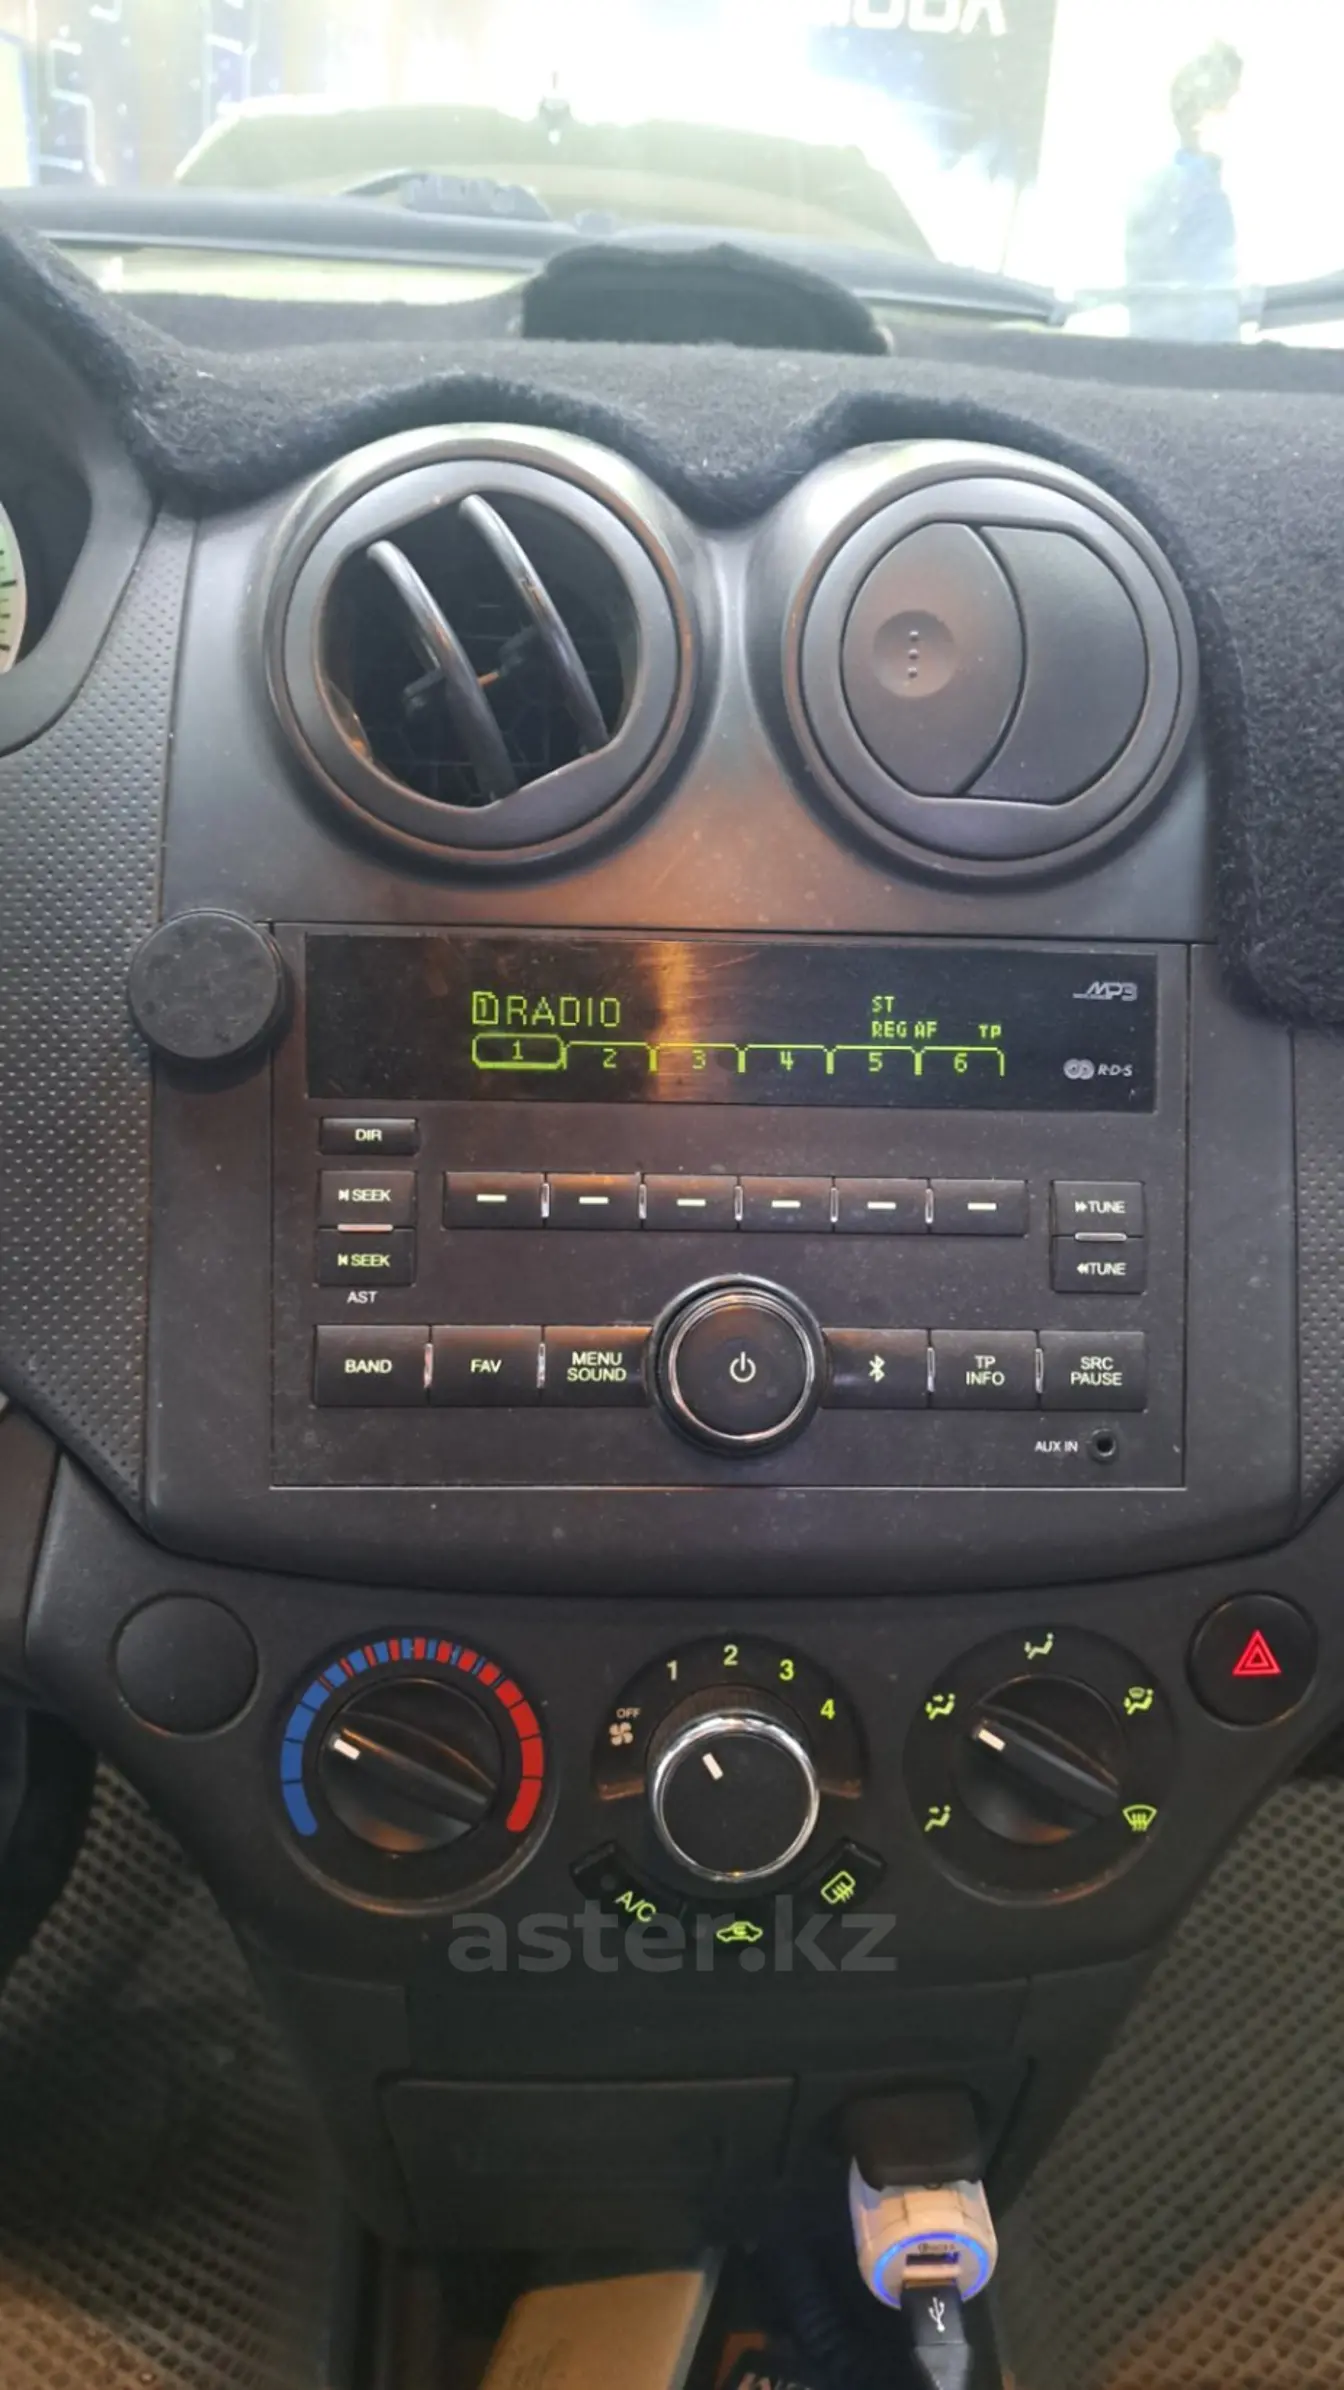 RADIO
ST
REG AF TP
1 2 3 4 5 6
MP3
R·D·S
DIR
SEEK
SEEK
AST
TUNE
TUNE
BAND
FAV
MENU
SOUND
TP
INFO
SRC
PAUSE
AUX IN
OFF
1
2
3
4
A/C
aster.kz